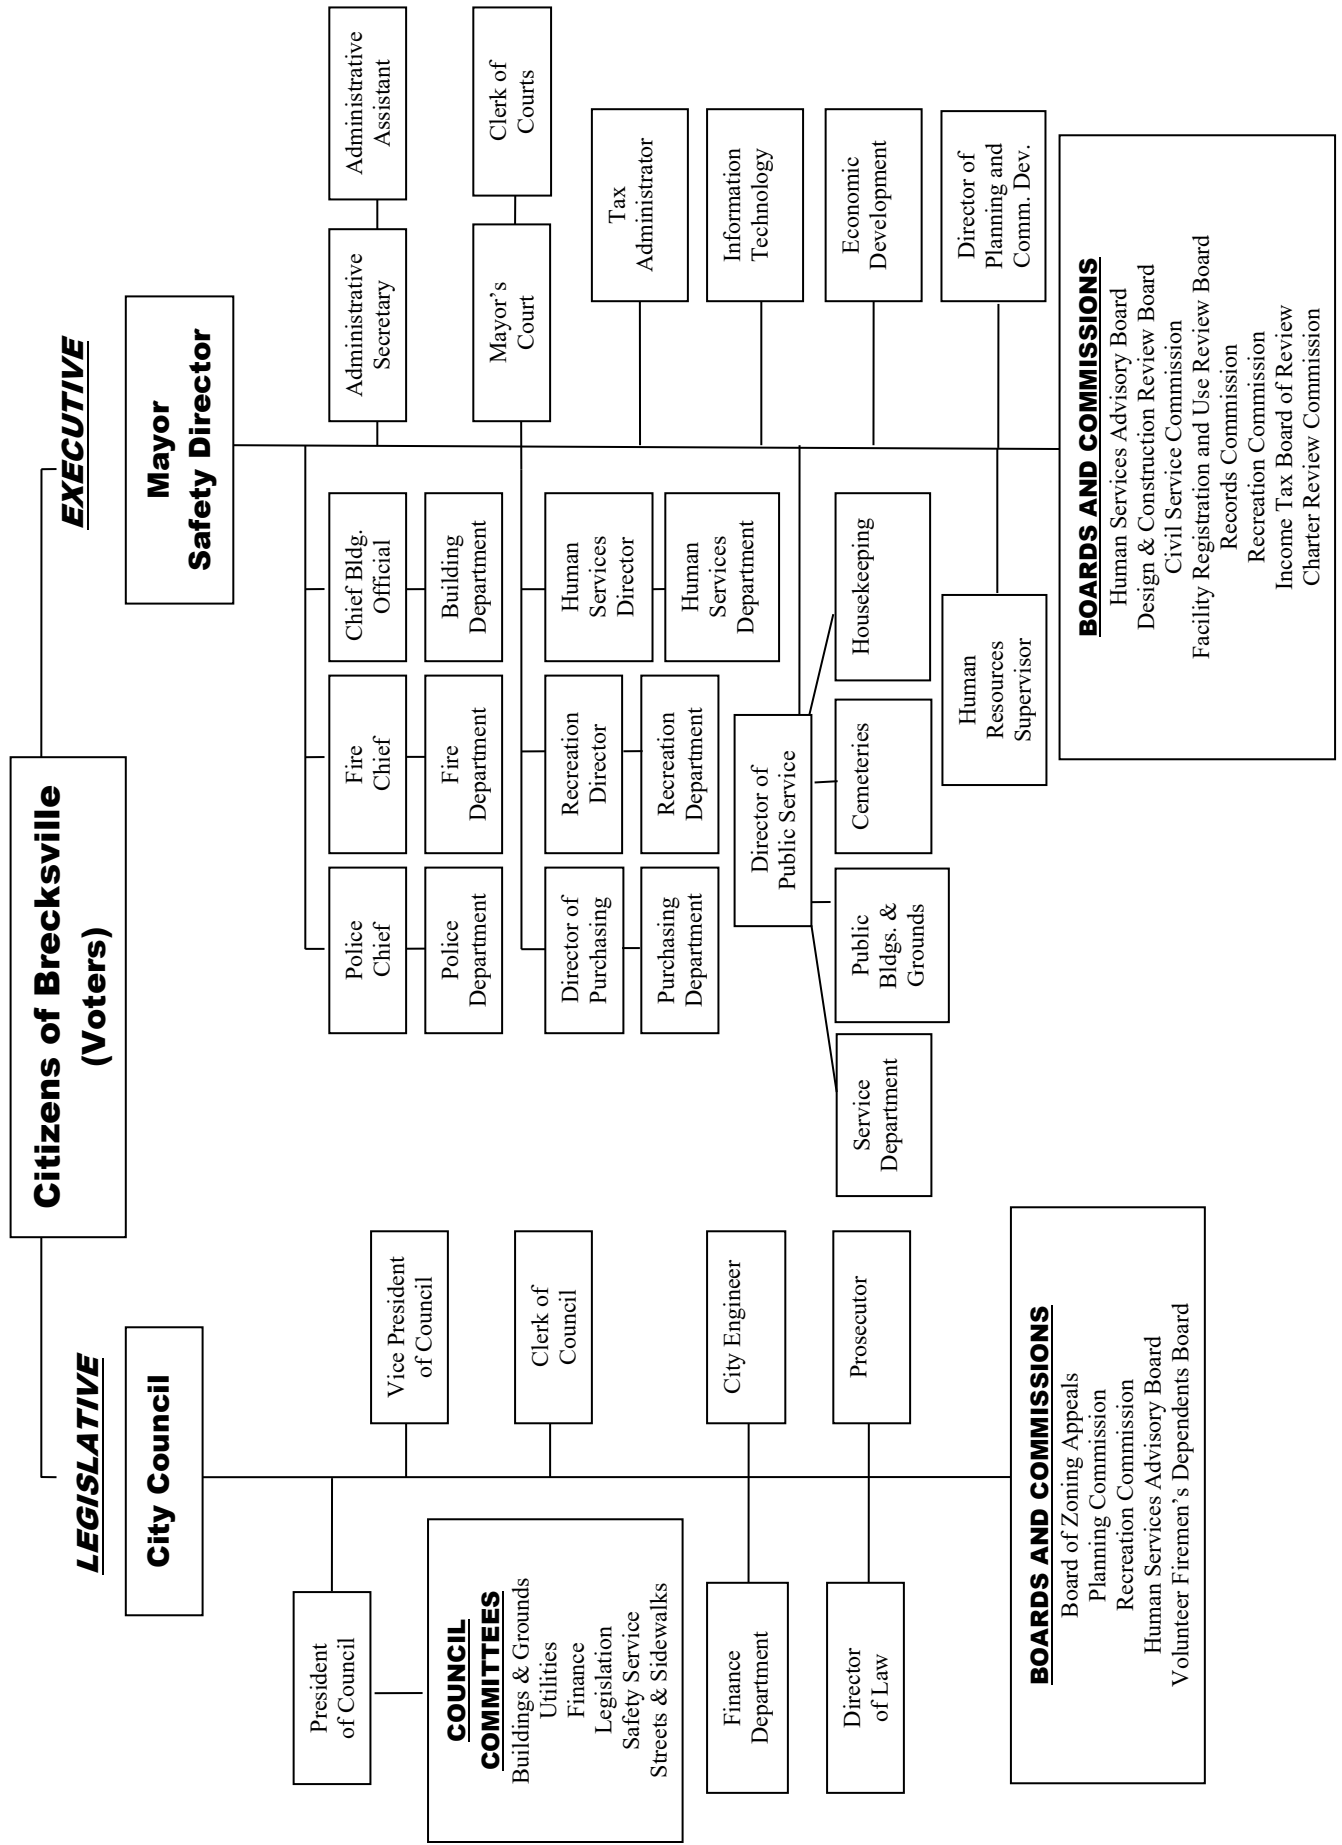 Citizens of Brecksville
(Voters)
LEGISLATIVE
City Council
President
of Council
Vice President
of Council
COUNCIL
COMMITTEES
Buildings & Grounds
Utilities
Finance
Legislation
Safety Service
Streets & Sidewalks
Clerk of
Council
Finance
Department
City Engineer
Director
of Law
Prosecutor
BOARDS AND COMMISSIONS
Board of Zoning Appeals
Planning Commission
Recreation Commission
Human Services Advisory Board
Volunteer Firemen's Dependents Board
EXECUTIVE
Mayor
Safety Director
Police
Chief
Fire
Chief
Chief Bldg.
Official
Administrative
Secretary
Administrative
Assistant
Police
Department
Fire
Department
Building
Department
Mayor's
Court
Clerk of
Courts
Director of
Purchasing
Recreation
Director
Human
Services
Director
Tax
Administrator
Purchasing
Department
Recreation
Department
Human
Services
Department
Information
Technology
Director of
Public Service
Service
Department
Public
Bldgs. &
Grounds
Cemeteries
Housekeeping
Economic
Development
Human
Resources
Supervisor
Director of
Planning and
Comm. Dev.
BOARDS AND COMMISSIONS
Human Services Advisory Board
Design & Construction Review Board
Civil Service Commission
Facility Registration and Use Review Board
Records Commission
Recreation Commission
Income Tax Board of Review
Charter Review Commission